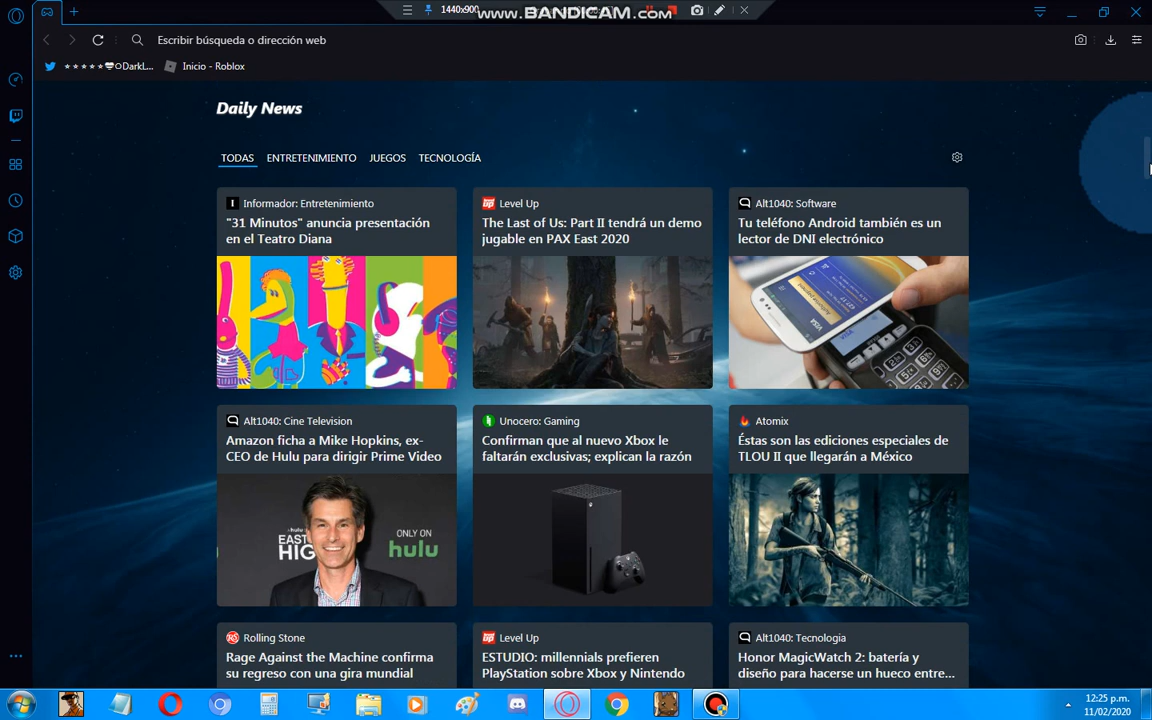 1440x900
www.BANDICAM.com
Escribir búsqueda o dirección web
★★★★★DarkL...
Inicio - Roblox
Daily News
TODAS
ENTRETENIMIENTO
JUEGOS
TECNOLOGÍA
Informador: Entretenimiento
"31 Minutos" anuncia presentación
en el Teatro Diana
Level Up
The Last of Us: Part II tendrá un demo
jugable en PAX East 2020
Alt1040: Software
Tu teléfono Android también es un
lector de DNI electrónico
VISA
Alt1040: Cine Television
Amazon ficha a Mike Hopkins, ex-
CEO de Hulu para dirigir Prime Video
EAST
HIG
ONLY ON
hulu
Unocero: Gaming
Confirman que al nuevo Xbox le
faltarán exclusivas; explican la razón
Atomix
Éstas son las ediciones especiales de
TLOU II que llegarán a México
Rolling Stone
Rage Against the Machine confirma
su regreso con una gira mundial
Level Up
ESTUDIO: millennials prefieren
PlayStation sobre Xbox y Nintendo
Alt1040: Tecnologia
Honor MagicWatch 2: batería y
diseño para hacerse un hueco entre...
12:25 p.m.
11/02/2020